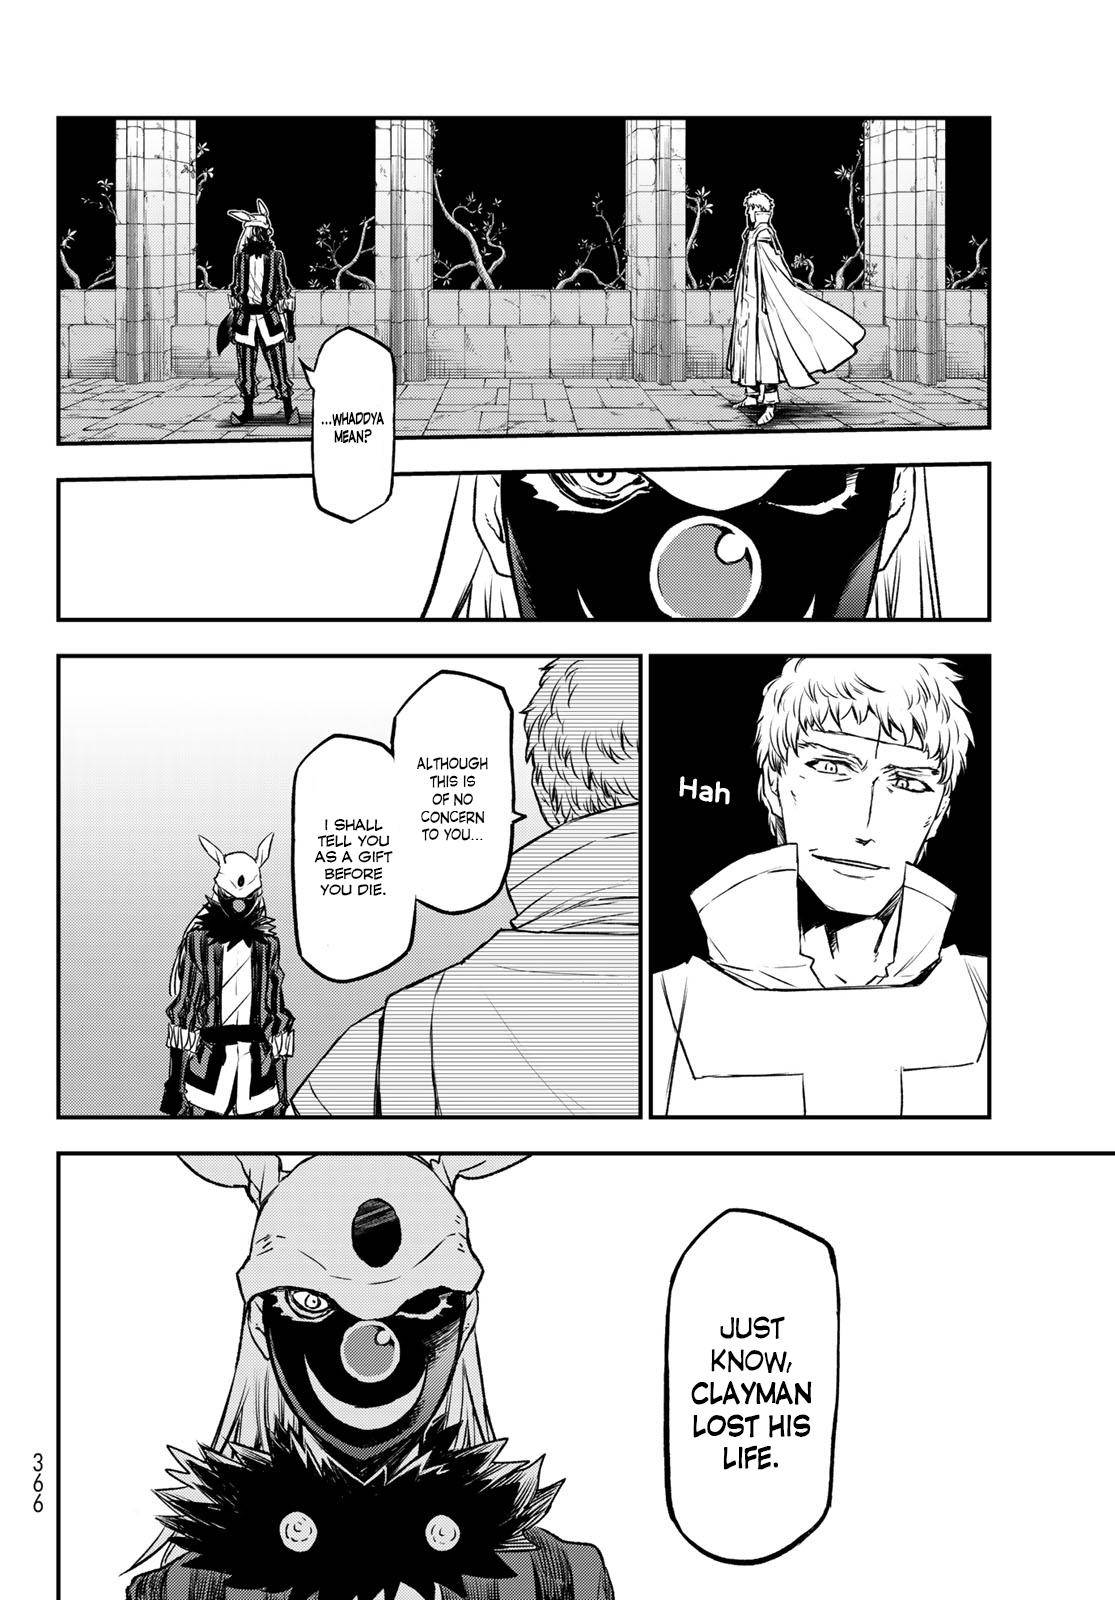 ...WHADDYA
MEAN?
Hah
ALTHOUGH
THIS IS
OF NO
CONCERN
TO YOU...
I SHALL
TELL YOU
AS A GIFT
BEFORE
YOU DIE.
JUST
KNOW,
CLAYMAN
LOST HIS
LIFE.
366